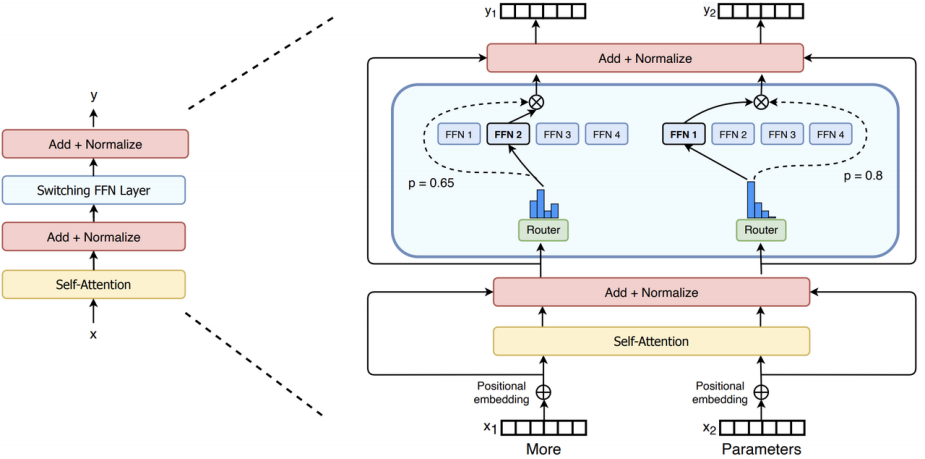 y
Add + Normalize
Switching FFN Layer
Add + Normalize
Self-Attention
x
y1
y2
Add + Normalize
FFN 1
FFN 2
FFN 3
FFN 4
FFN 1
FFN 2
FFN 3
FFN 4
p = 0.65
p = 0.8
Router
Router
Add + Normalize
Self-Attention
Positional
embedding
Positional
embedding
x1
x2
More
Parameters